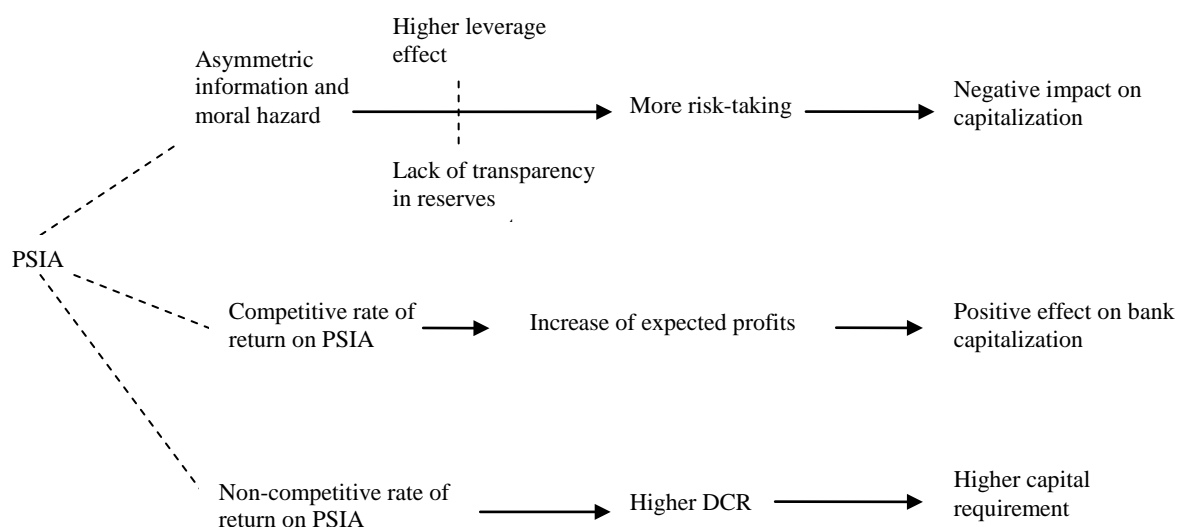 Higher leverage
effect
Asymmetric
information and
moral hazard
More risk-taking
Negative impact on
capitalization
Lack of transparency
in reserves
PSIA
Competitive rate of
return on PSIA
Increase of expected profits
Positive effect on bank
capitalization
Non-competitive rate of
return on PSIA
Higher DCR
Higher capital
requirement